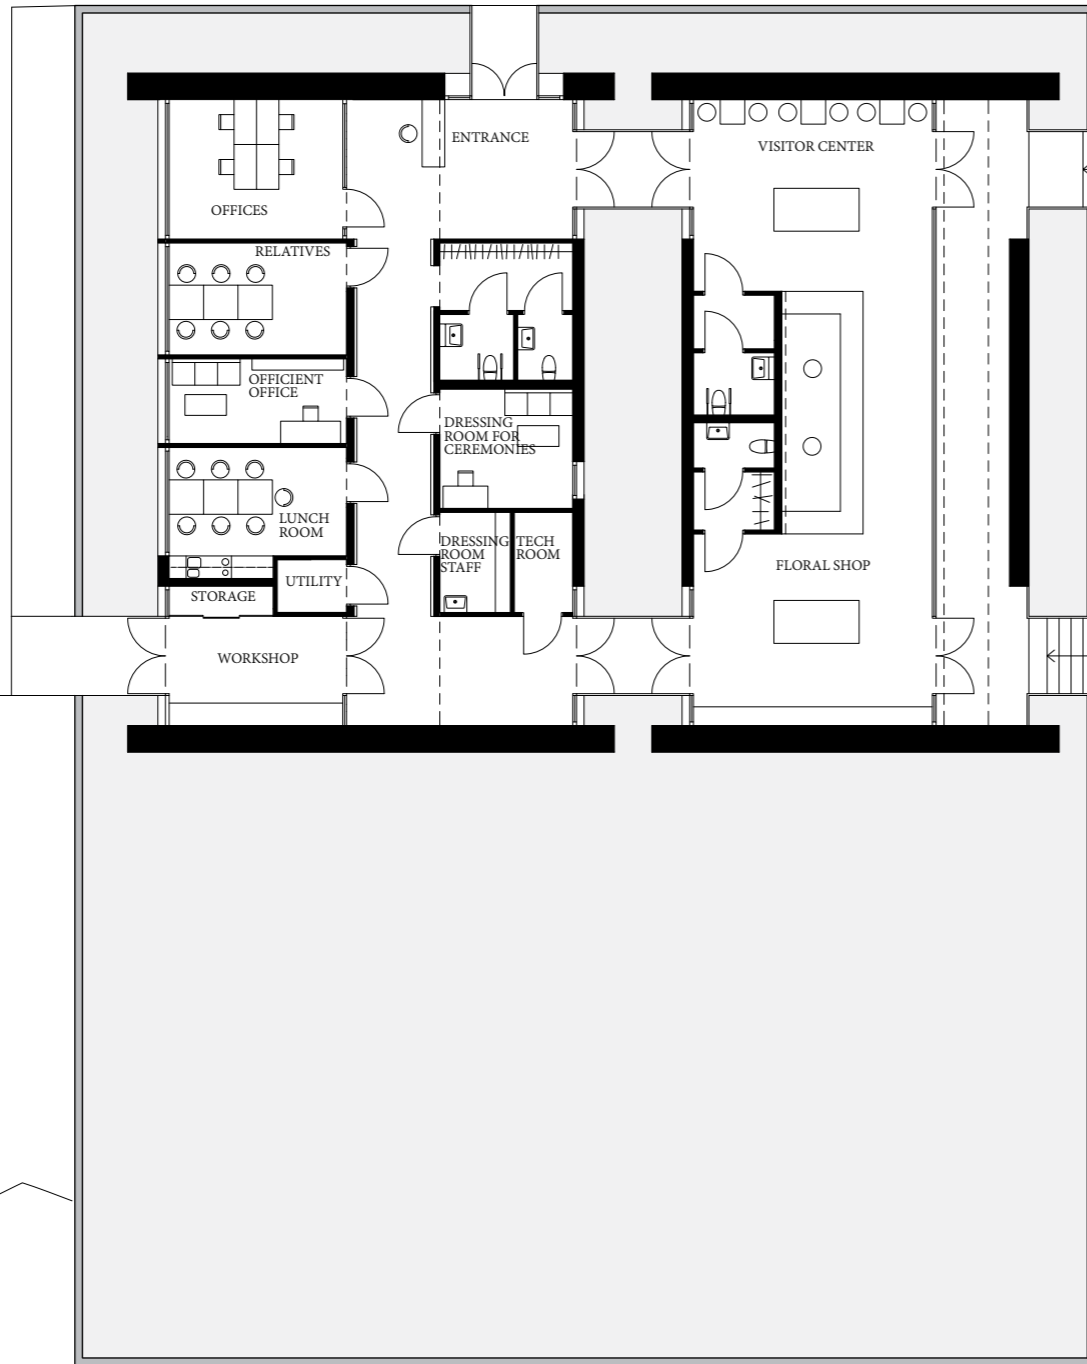 ENTRANCE
VISITOR CENTER
OFFICES
RELATIVES
OFFICIENT
OFFICE
DRESSING
ROOM FOR
CEREMONIES
LUNCH
ROOM
DRESSING
ROOM
STAFF
TECH
ROOM
FLORAL SHOP
UTILITY
STORAGE
WORKSHOP